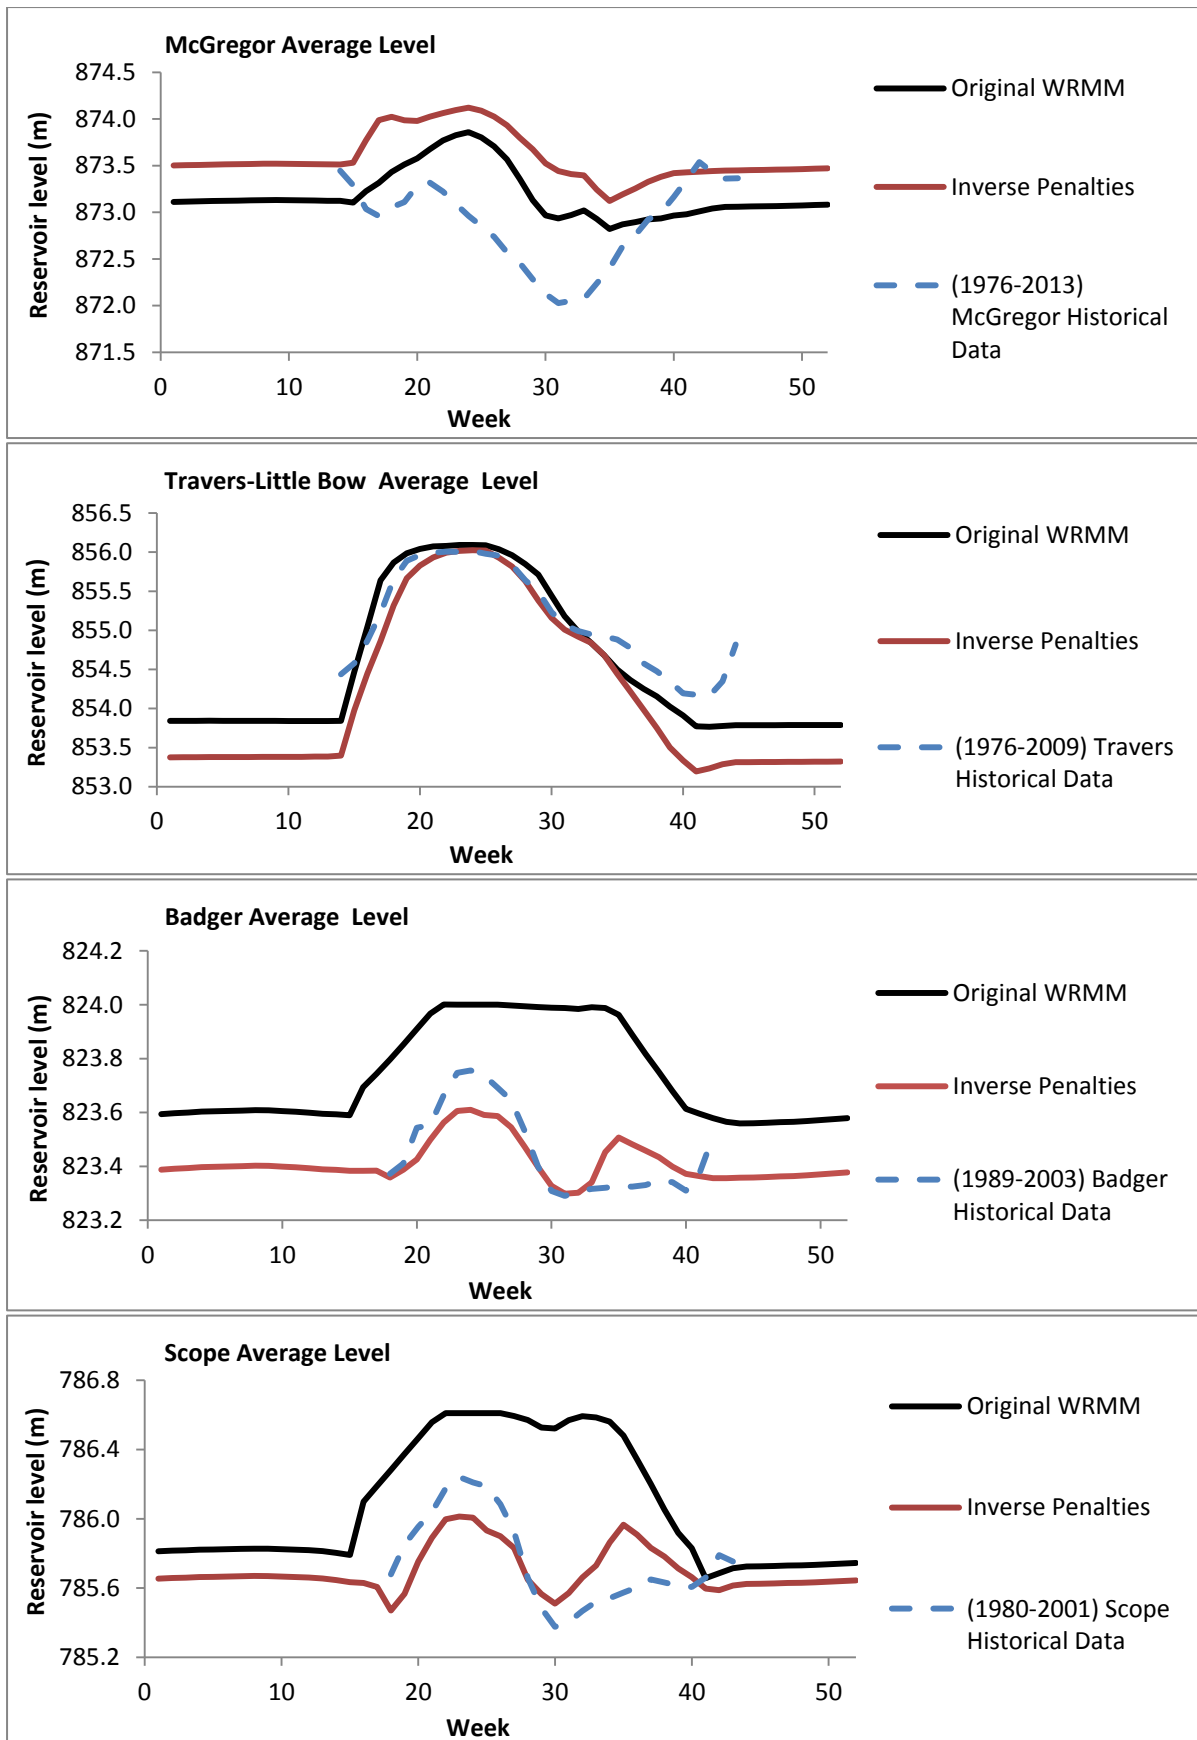 McGregor Average Level
874.5
874.0
873.5
873.0
872.5
872.0
871.5
Reservoir level (m)
0 10 20 30 40 50
Week
Original WRMM
Inverse Penalties
(1976-2013)
McGregor Historical
Data
Travers-Little Bow Average Level
856.5
856.0
855.5
855.0
854.5
854.0
853.5
853.0
Reservoir level (m)
0 10 20 30 40 50
Week
Original WRMM
Inverse Penalties
(1976-2009) Travers
Historical Data
Badger Average Level
824.2
824.0
823.8
823.6
823.4
823.2
Reservoir level (m)
0 10 20 30 40 50
Week
Original WRMM
Inverse Penalties
(1989-2003) Badger
Historical Data
Scope Average Level
786.8
786.4
786.0
785.6
785.2
Reservoir level (m)
0 10 20 30 40 50
Week
Original WRMM
Inverse Penalties
(1980-2001) Scope
Historical Data